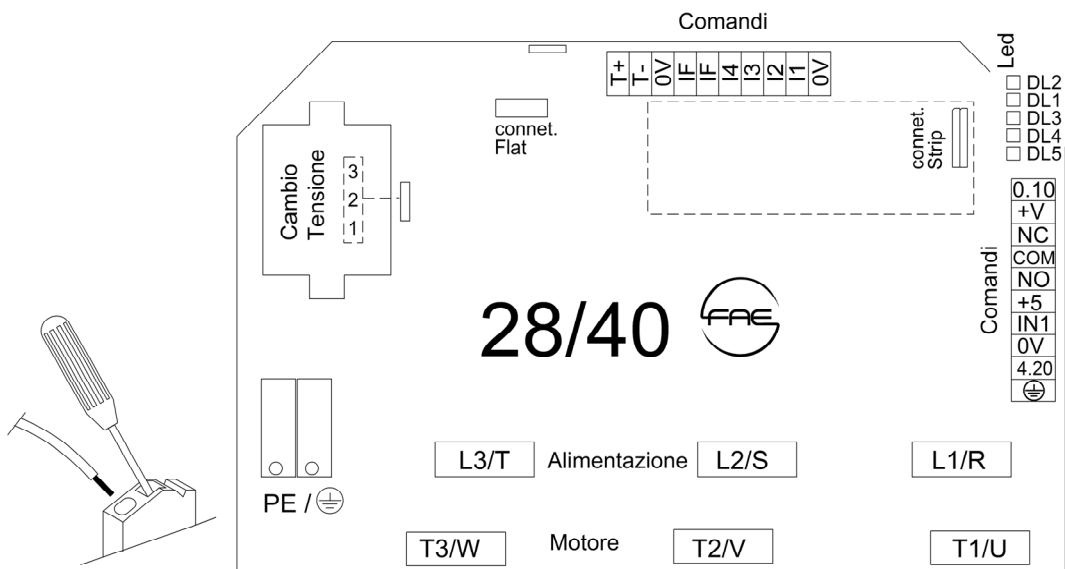 Comandi
T+ T- 0V IF IF I4 I3 I2 I1 0V
Led
DL2
DL1
DL3
DL4
DL5
connet.
Flat
connet.
Strip
Cambio
Tensione
3
2
1
Comandi
0.10
+V
NC
COM
NO
+5
IN1
0V
4.20
28/40 FAE
PE /
L3/T Alimentazione L2/S L1/R
T3/W Motore T2/V T1/U